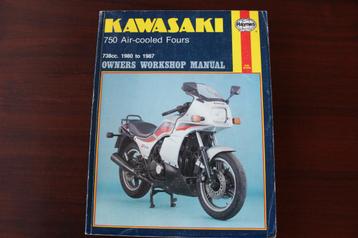 KAWASAKI
Haynes
750 Air-cooled Fours
738cc. 1980 to 1987
OWNERS WORKSHOP MANUAL